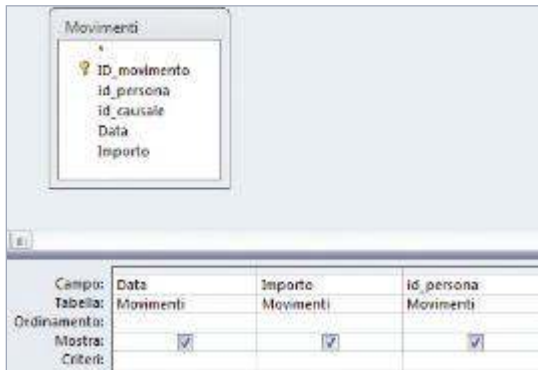 Movimenti
*
ID_movimento
id_persona
id_causale
Data
Importo
Campo: Data Importo id_persona
Tabella: Movimenti Movimenti Movimenti
Ordinamento:
Mostra:
Criteri: